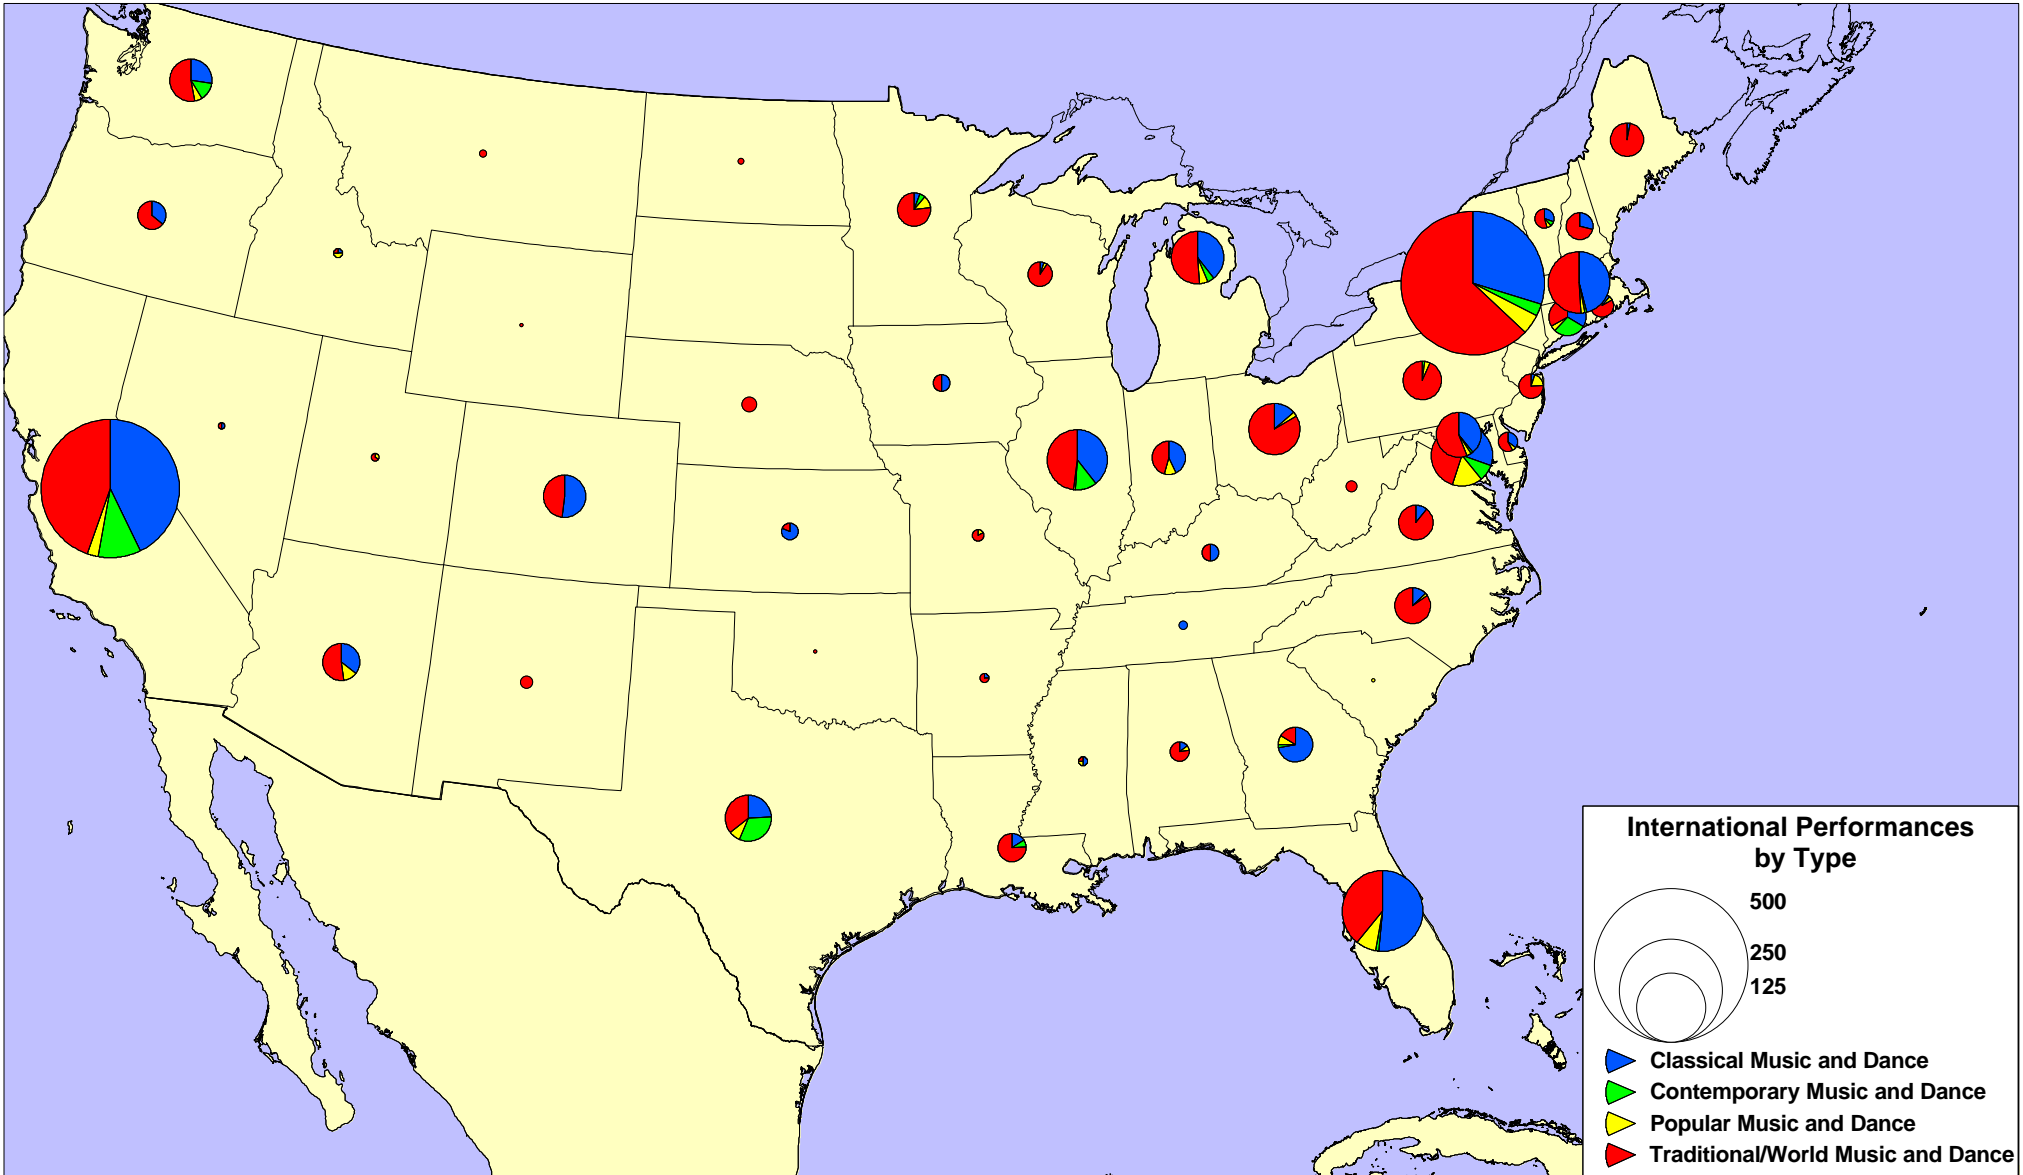 International Performances
by Type
500
250
125
Classical Music and Dance
Contemporary Music and Dance
Popular Music and Dance
Traditional/World Music and Dance